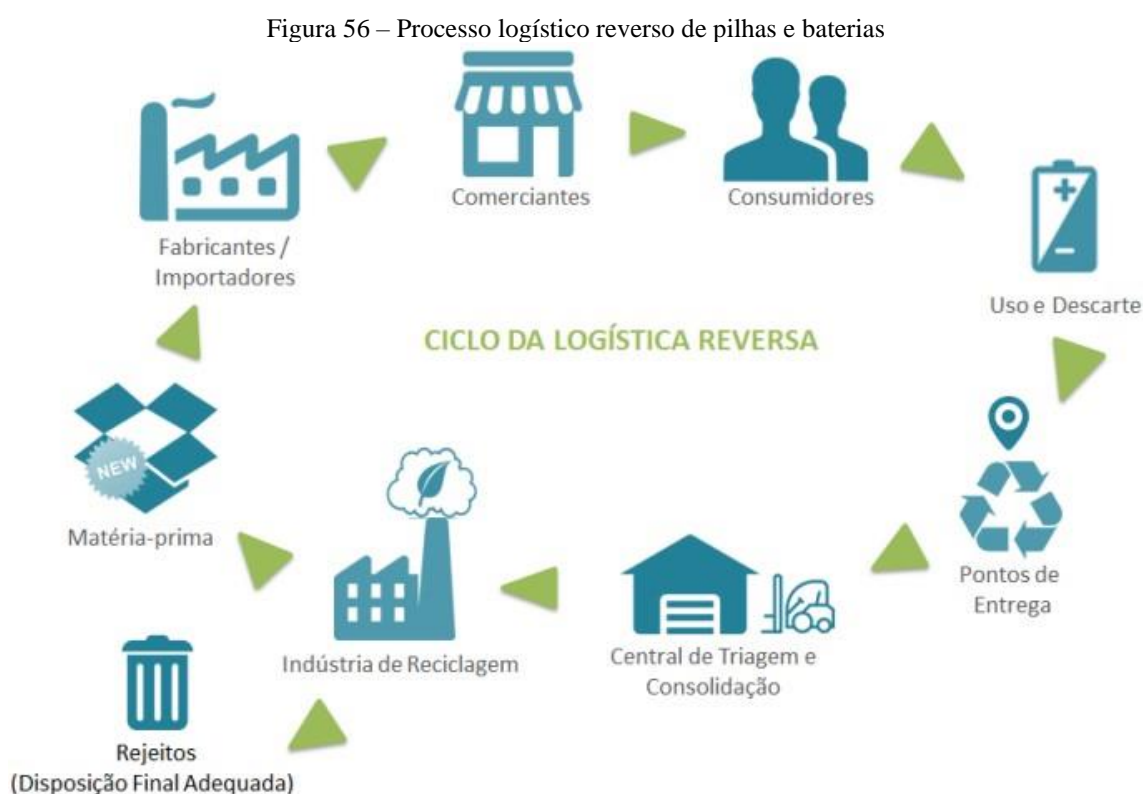 Figura 56 – Processo logístico reverso de pilhas e baterias
Comerciantes
Consumidores
Fabricantes /
Importadores
+
-
Uso e Descarte
CICLO DA LOGÍSTICA REVERSA
NEW
Matéria-prima
Pontos de
Entrega
Central de Triagem e
Consolidação
Indústria de Reciclagem
Rejeitos
(Disposição Final Adequada)